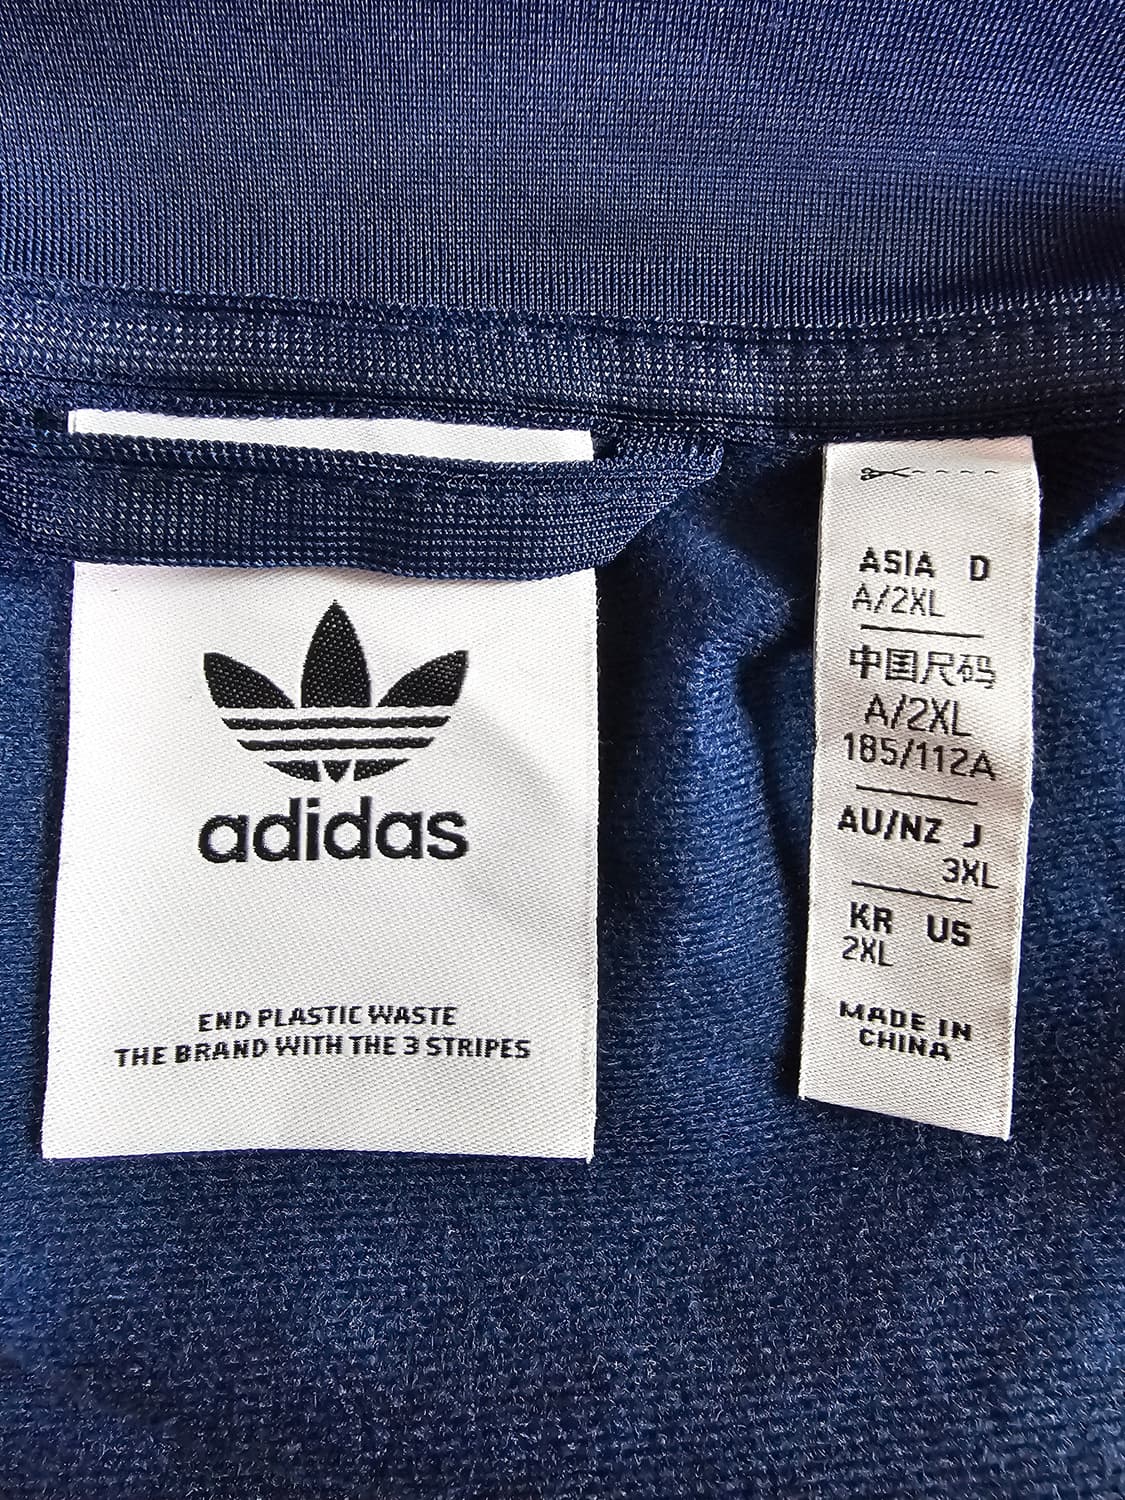 adidas
END PLASTIC WASTE
THE BRAND WITH THE 3 STRIPES
ASIA D
A/2XL
中国尺码
A/2XL
185/112A
AU/NZ J
3XL
KR US
2XL
MADE IN
CHINA